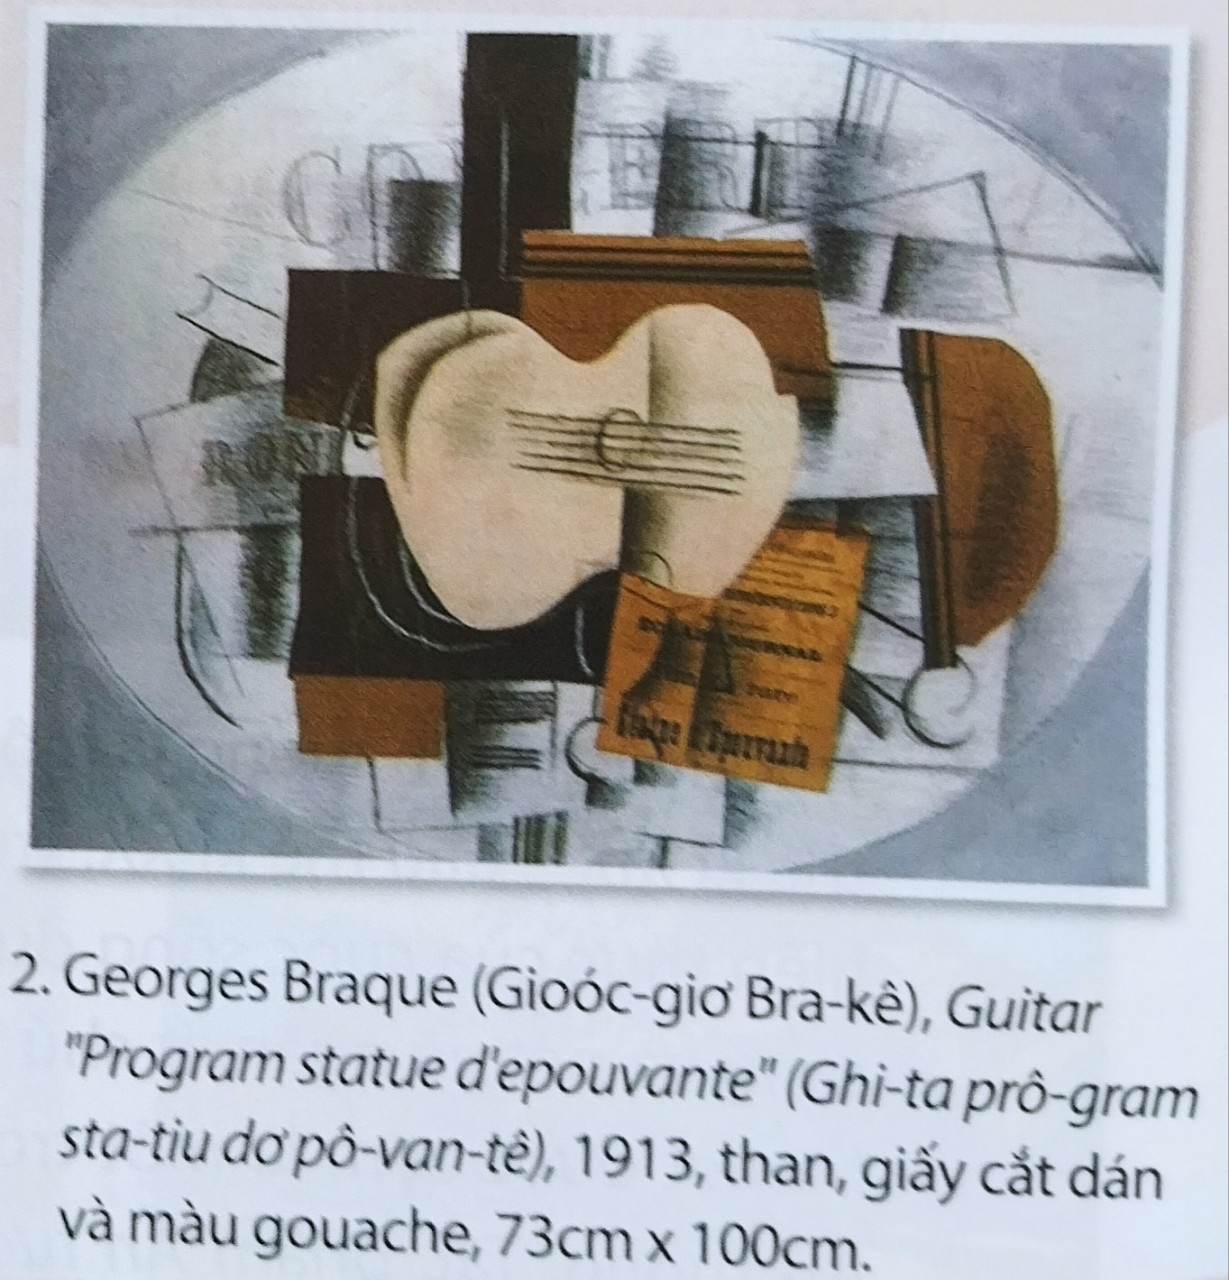 RON
2. Georges Braque (Gioóc-giơ Bra-kê), Guitar
"Program statue d'epouvante" (Ghi-ta prô-gram
sta-tiu dơ pô-van-tê), 1913, than, giấy cắt dán
và màu gouache, 73cm x 100cm.